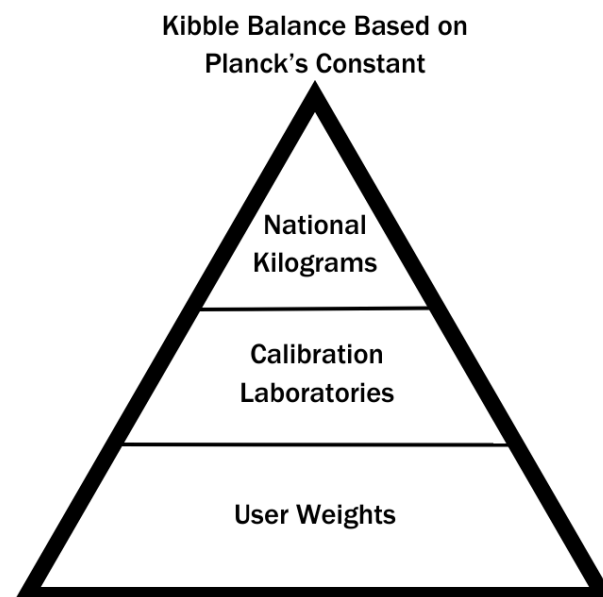 Kibble Balance Based on
Planck’s Constant
National
Kilograms
Calibration
Laboratories
User Weights